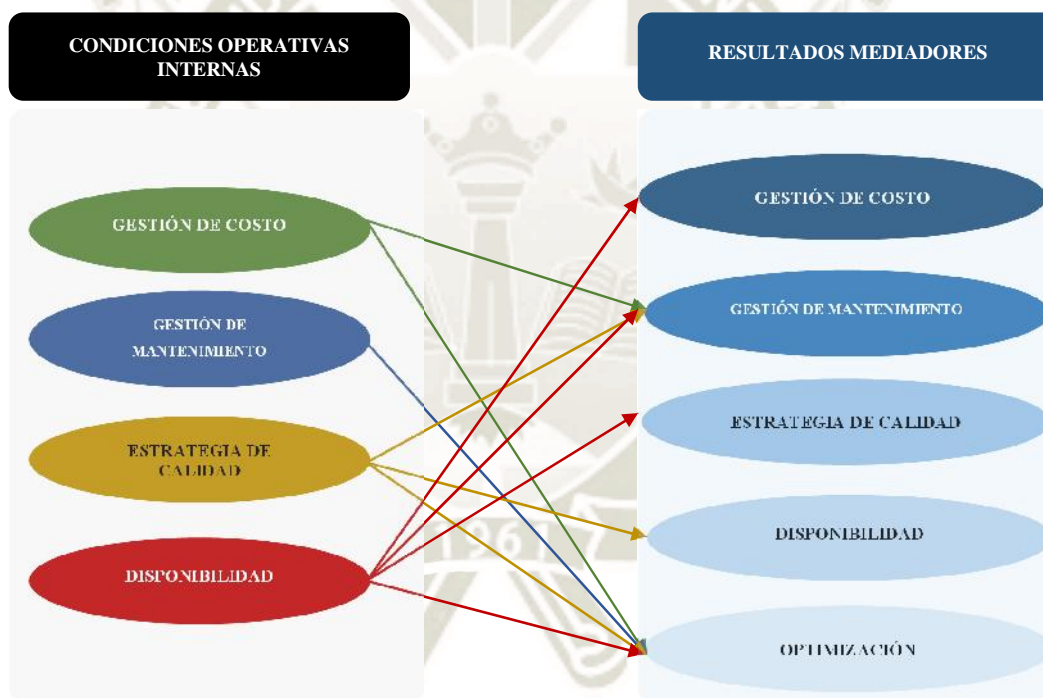 CONDICIONES OPERATIVAS
INTERNAS
RESULTADOS MEDIADORES
GESTIÓN DE COSTO
GESTIÓN DE
MANTENIMIENTO
ESTRATEGIA DE
CALIDAD
DISPONIBILIDAD
GESTIÓN DE COSTO
GESTIÓN DE MANTENIMIENTO
ESTRATEGIA DE CALIDAD
DISPONIBILIDAD
OPTIMIZACIÓN
1961